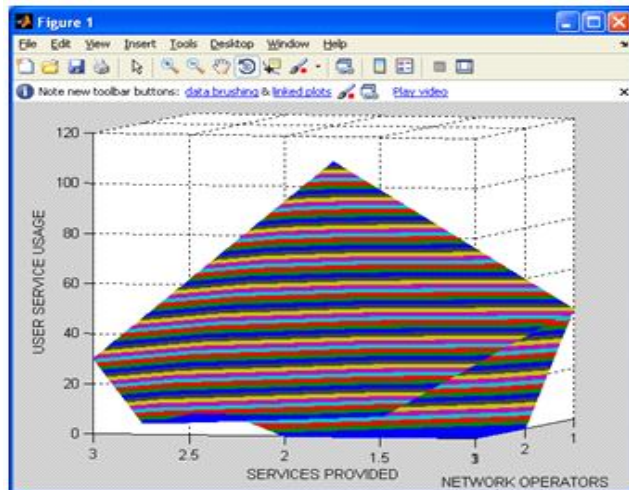 Figure 1
File Edit View Insert Tools Desktop Window Help
Note new toolbar buttons: data brushing & linked plots Play video
120
100
80
60
40
20
0
USER SERVICE USAGE
3 2.5 2 1.5 2 1
SERVICES PROVIDED
NETWORK OPERATORS